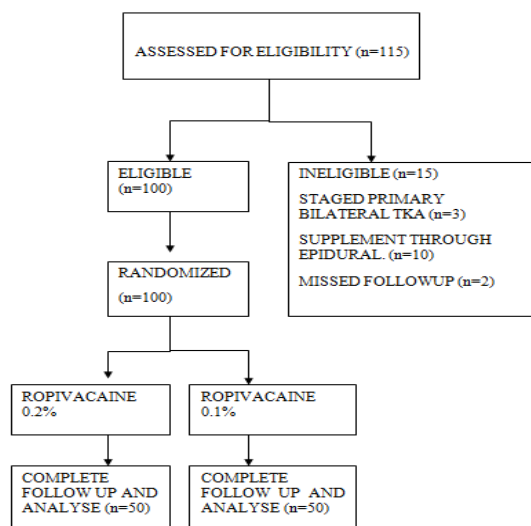 ASSESSED FOR ELIGIBILITY (n=115)
ELIGIBLE
(n=100)
INELIGIBLE (n=15)
STAGED PRIMARY
BILATERAL TKA (n=3)
SUPPLEMENT THROUGH
EPIDURAL. (n=10)
MISSED FOLLOWUP (n=2)
RANDOMIZED
(n=100)
ROPIVACAINE
0.2%
ROPIVACAINE
0.1%
COMPLETE
FOLLOW UP AND
ANALYSE (n=50)
COMPLETE
FOLLOW UP AND
ANALYSE (n=50)